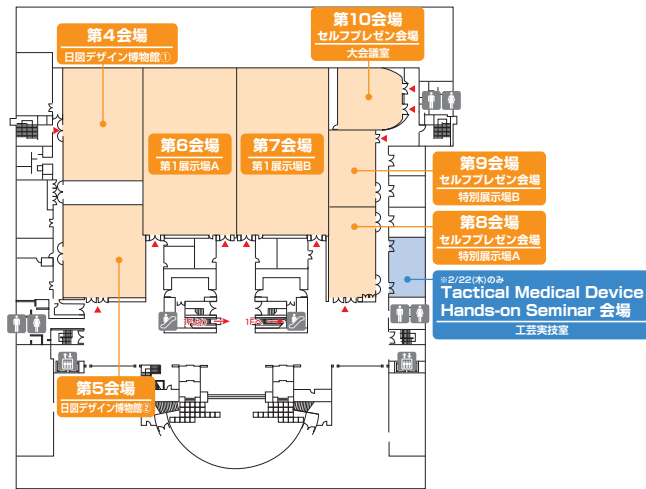 第10会場
セルフプレゼン会場
大会議室
第4会場
日図デザイン博物館①
第6会場
第1展示場A
第7会場
第1展示場B
第9会場
セルフプレゼン会場
特別展示場B
第8会場
セルフプレゼン会場
特別展示場A
※2/22(木)のみ
Tactical Medical Device
Hands-on Seminar 会場
工芸実技室
1Fへ
第5会場
日図デザイン博物館②